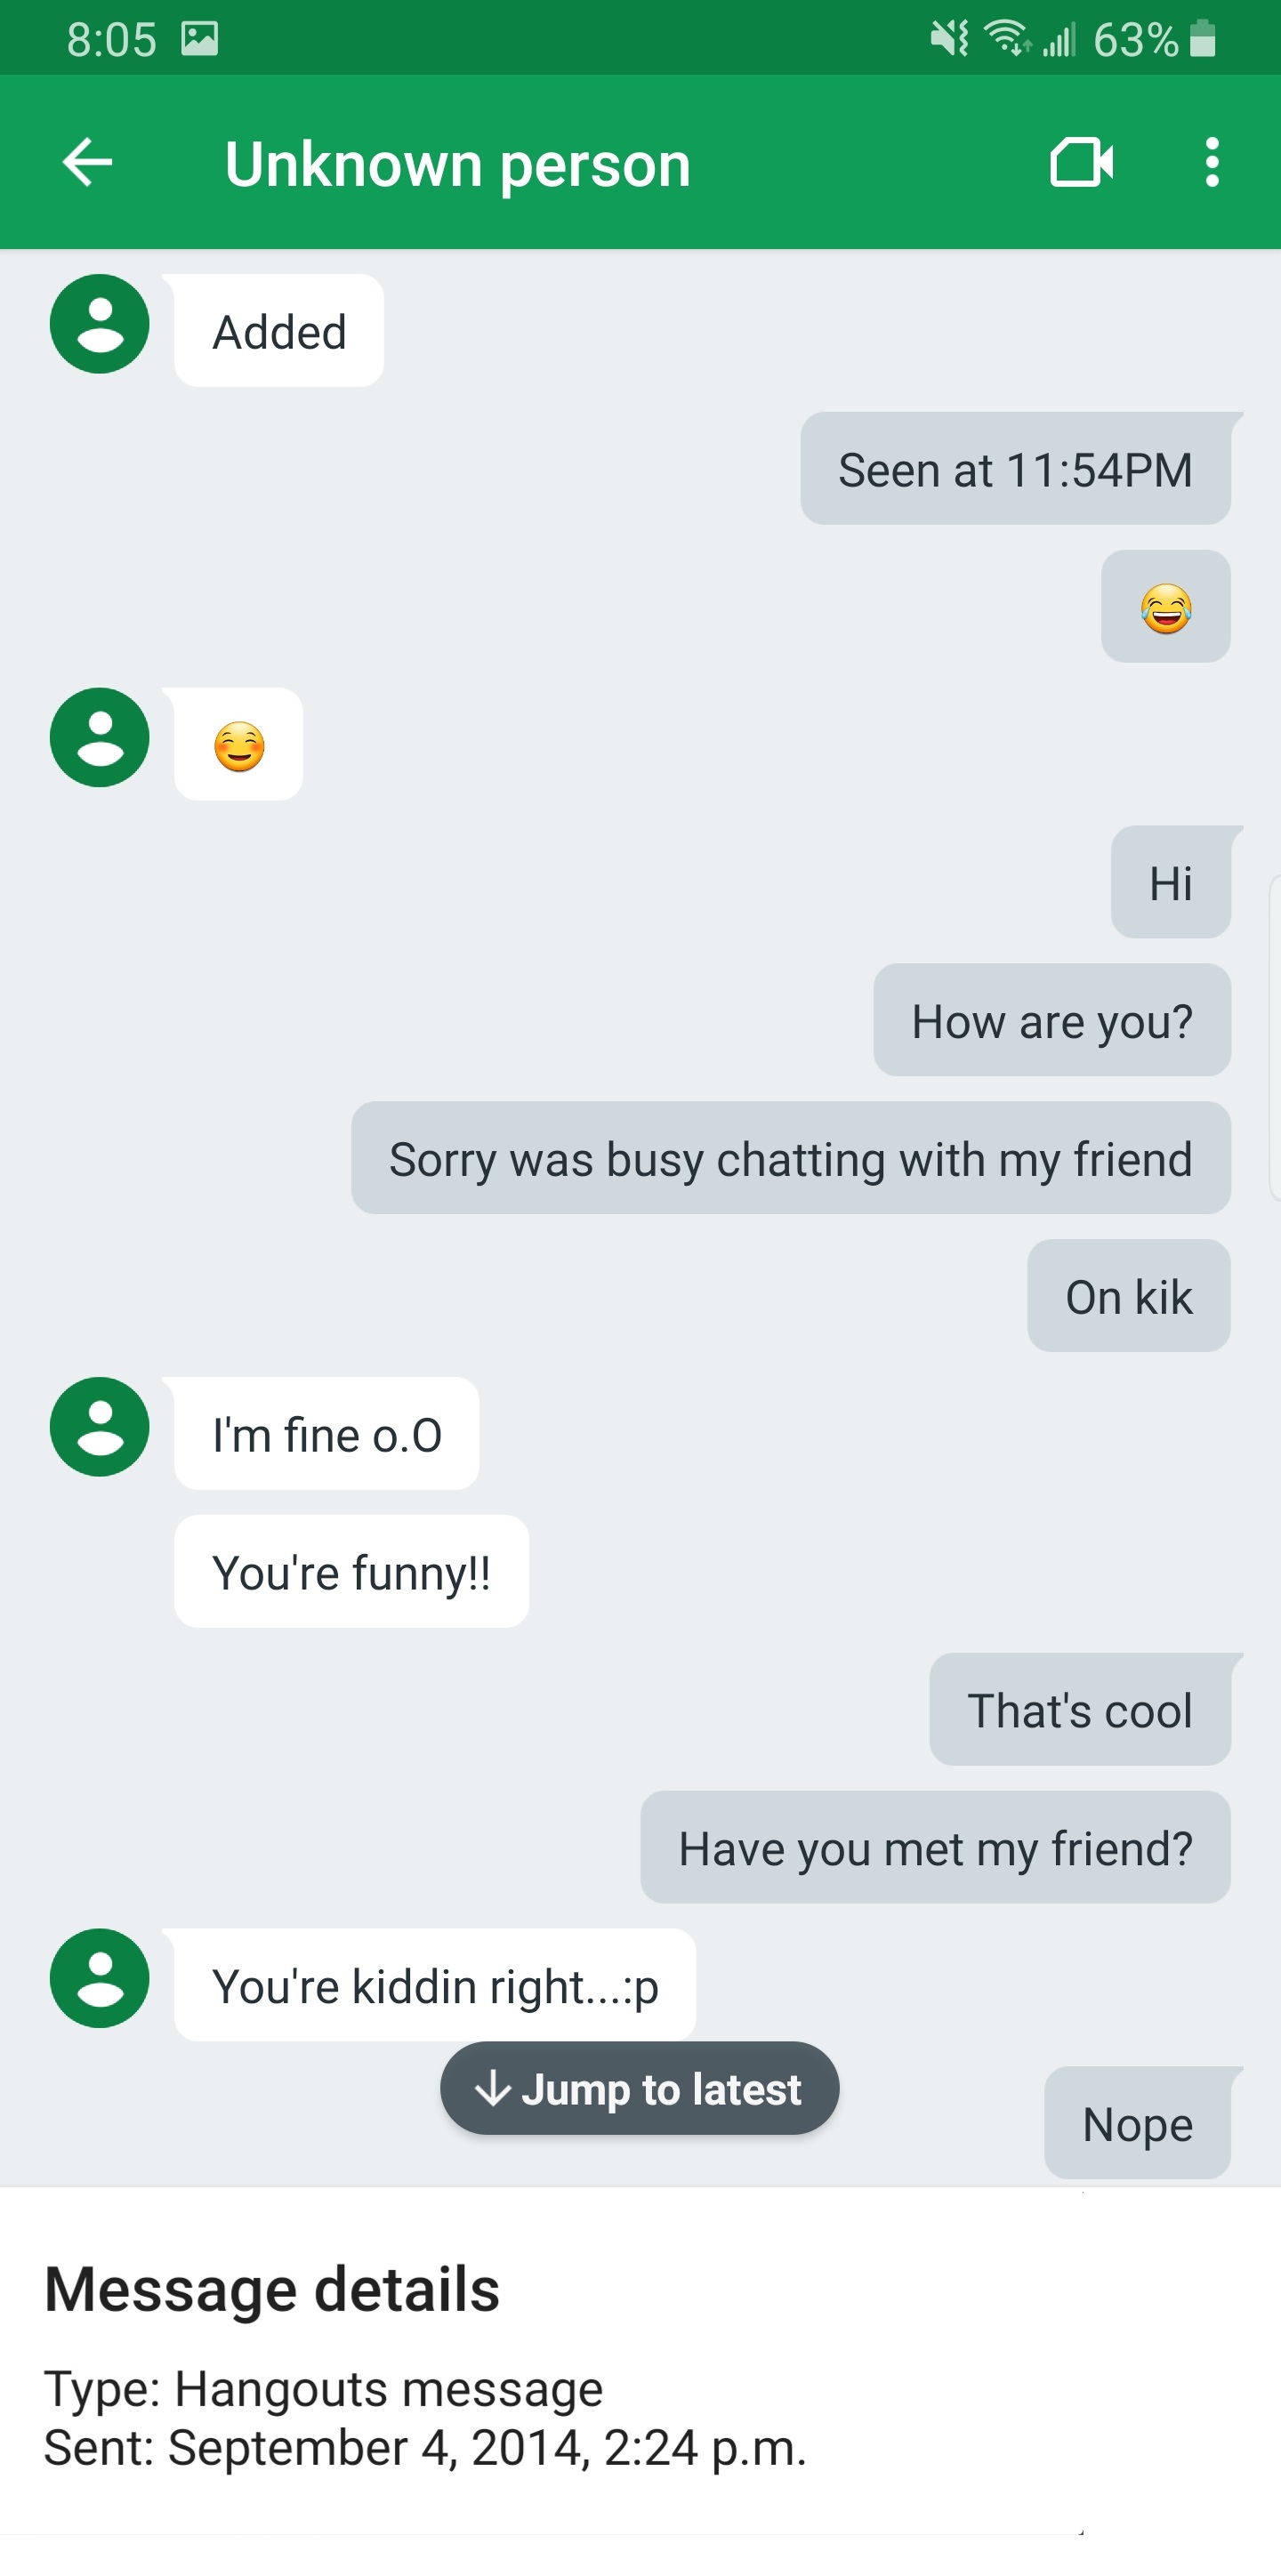 8:05 63%
Unknown person
Added
Seen at 11:54PM
😂
😊
Hi
How are you?
Sorry was busy chatting with my friend
On kik
I'm fine o.O
You're funny!!
That's cool
Have you met my friend?
You're kiddin right...:p
Jump to latest
Nope
Message details
Type: Hangouts message
Sent: September 4, 2014, 2:24 p.m.